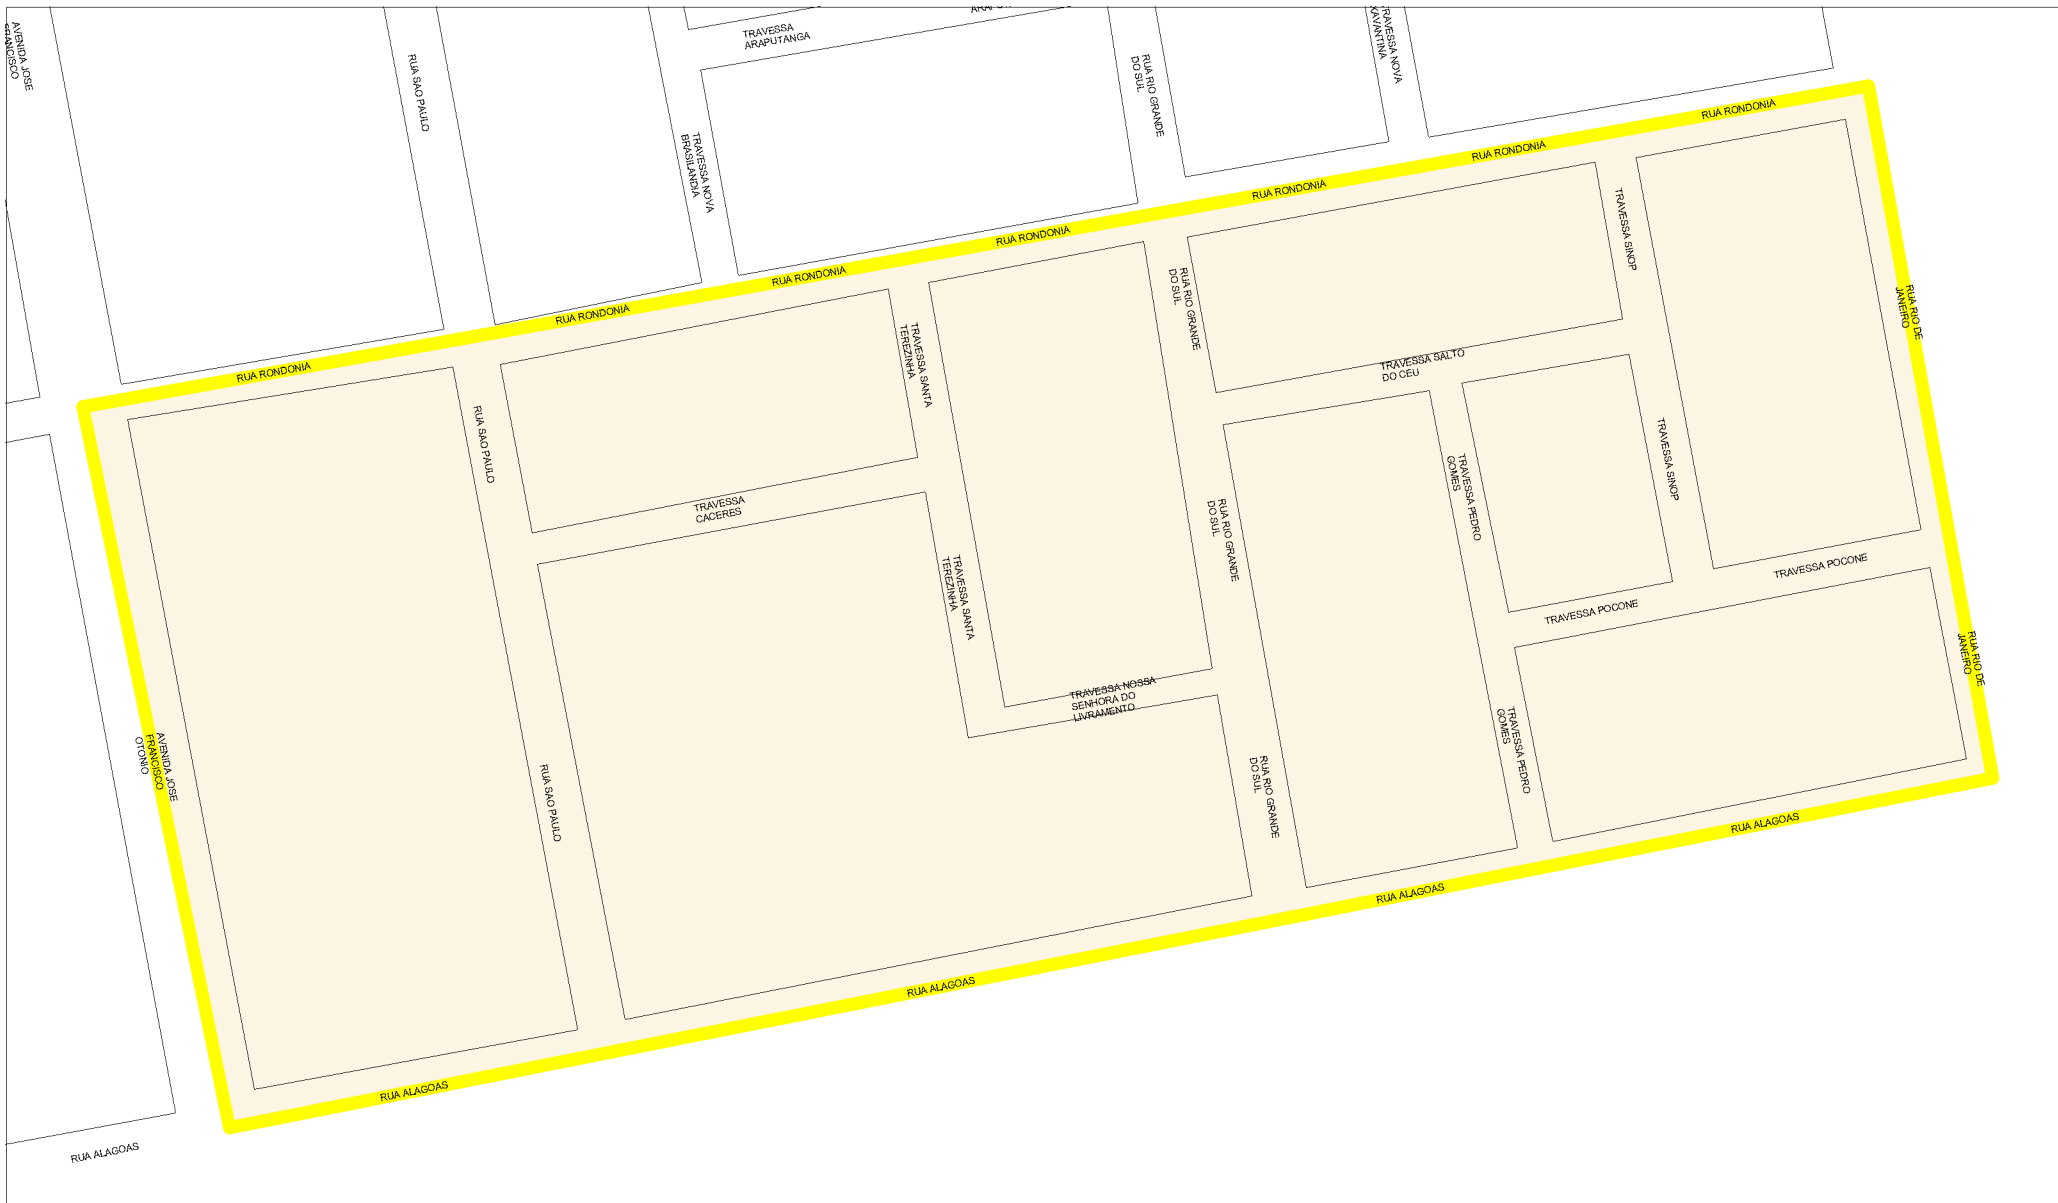 AVENIDA JOSE
FRANCISCO
RUA SAO PAULO
TRAVESSA
ARAPUTANGA
TRAVESSA NOVA
BRASILANDIA
RUA RIO GRANDE
DO SUL
TRAVESSA NOVA
XAVANTINA
RUA RONDONIA
RUA RONDONIA
RUA RONDONIA
RUA RONDONIA
RUA RONDONIA
RUA RONDONIA
RUA RONDONIA
TRAVESSA SINOP
RUA RIO GRANDE
DO SUL
RUA RIO DE
JANEIRO
TRAVESSA SANTA
TEREZINHA
TRAVESSA SALTO
DO CEU
RUA SAO PAULO
TRAVESSA SINOP
TRAVESSA PEDRO
GOMES
TRAVESSA
CACERES
RUA RIO GRANDE
DO SUL
TRAVESSA SANTA
TEREZINHA
TRAVESSA POCONE
TRAVESSA POCONE
RUA RIO DE
JANEIRO
TRAVESSA NOSSA
SENHORA DO
LIVRAMENTO
TRAVESSA PEDRO
GOMES
AVENIDA JOSE
FRANCISCO
OTONIO
RUA SAO PAULO
RUA RIO GRANDE
DO SUL
RUA ALAGOAS
RUA ALAGOAS
RUA ALAGOAS
RUA ALAGOAS
RUA ALAGOAS